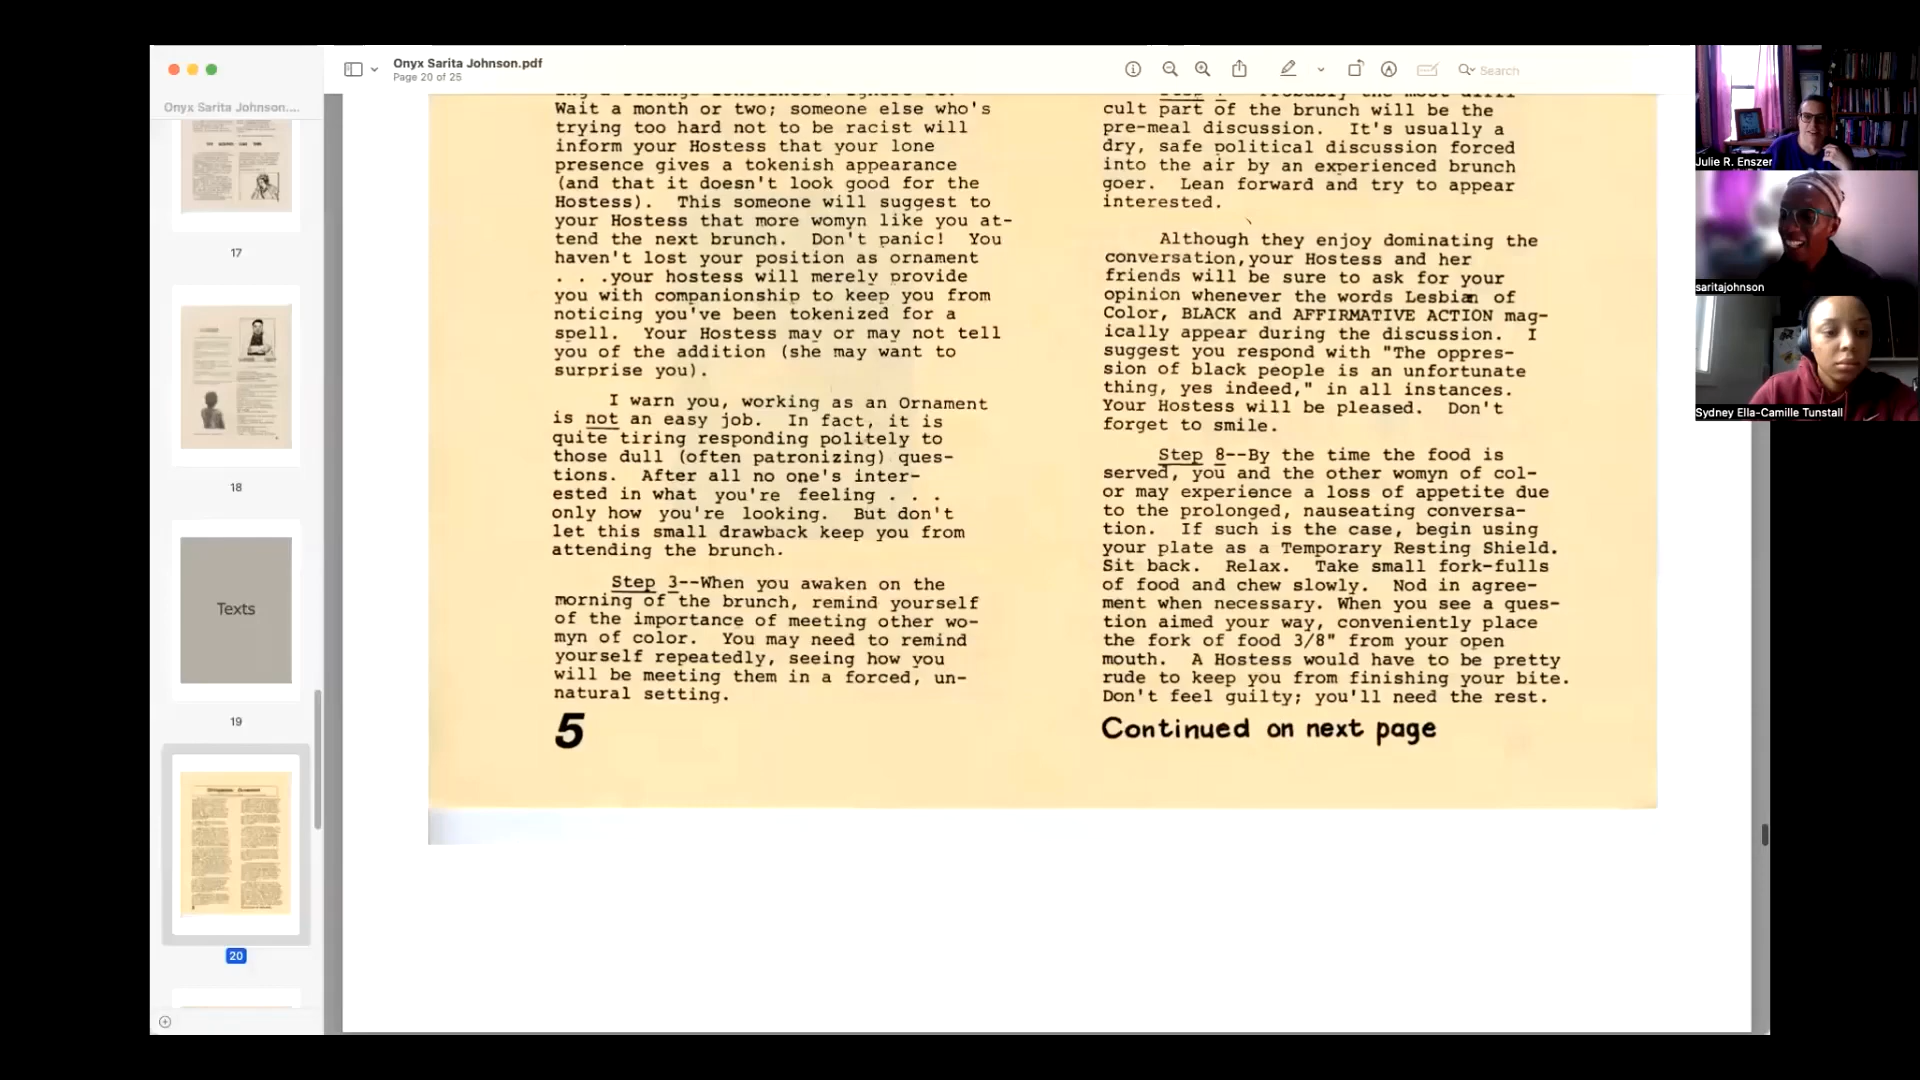 Onyx Sarita Johnson.pdf
Page 20 of 25
Search
Onyx Sarita Johnson....
17
18
Texts
19
20
Wait a month or two; someone else who's
trying too hard not to be racist will
inform your Hostess that your lone
presence gives a tokenish appearance
(and that it doesn't look good for the
Hostess). This someone will suggest to
your Hostess that more womyn like you at-
tend the next brunch. Don't panic! You
haven't lost your position as ornament
. . .your hostess will merely provide
you with companionship to keep you from
noticing you've been tokenized for a
spell. Your Hostess may or may not tell
you of the addition (she may want to
surprise you).
I warn you, working as an Ornament
is not an easy job. In fact, it is
quite tiring responding politely to
those dull (often patronizing) ques-
tions. After all no one's inter-
ested in what you're feeling . . .
only how you're looking. But don't
let this small drawback keep you from
attending the brunch.
Step 3--When you awaken on the
morning of the brunch, remind yourself
of the importance of meeting other wo-
myn of color. You may need to remind
yourself repeatedly, seeing how you
will be meeting them in a forced, un-
natural setting.
5
cult part of the brunch will be the
pre-meal discussion. It's usually a
dry, safe political discussion forced
into the air by an experienced brunch
goer. Lean forward and try to appear
interested.
Although they enjoy dominating the
conversation,your Hostess and her
friends will be sure to ask for your
opinion whenever the words Lesbian of
Color, BLACK and AFFIRMATIVE ACTION mag-
ically appear during the discussion. I
suggest you respond with "The oppres-
sion of black people is an unfortunate
thing, yes indeed," in all instances.
Your Hostess will be pleased. Don't
forget to smile.
Step 8--By the time the food is
served, you and the other womyn of col-
or may experience a loss of appetite due
to the prolonged, nauseating conversa-
tion. If such is the case, begin using
your plate as a Temporary Resting Shield.
Sit back. Relax. Take small fork-fulls
of food and chew slowly. Nod in agree-
ment when necessary. When you see a ques-
tion aimed your way, conveniently place
the fork of food 3/8" from your open
mouth. A Hostess would have to be pretty
rude to keep you from finishing your bite.
Don't feel guilty; you'll need the rest.
Continued on next page
Julie R. Enszer
saritajohnson
Sydney Ella-Camille Tunstall